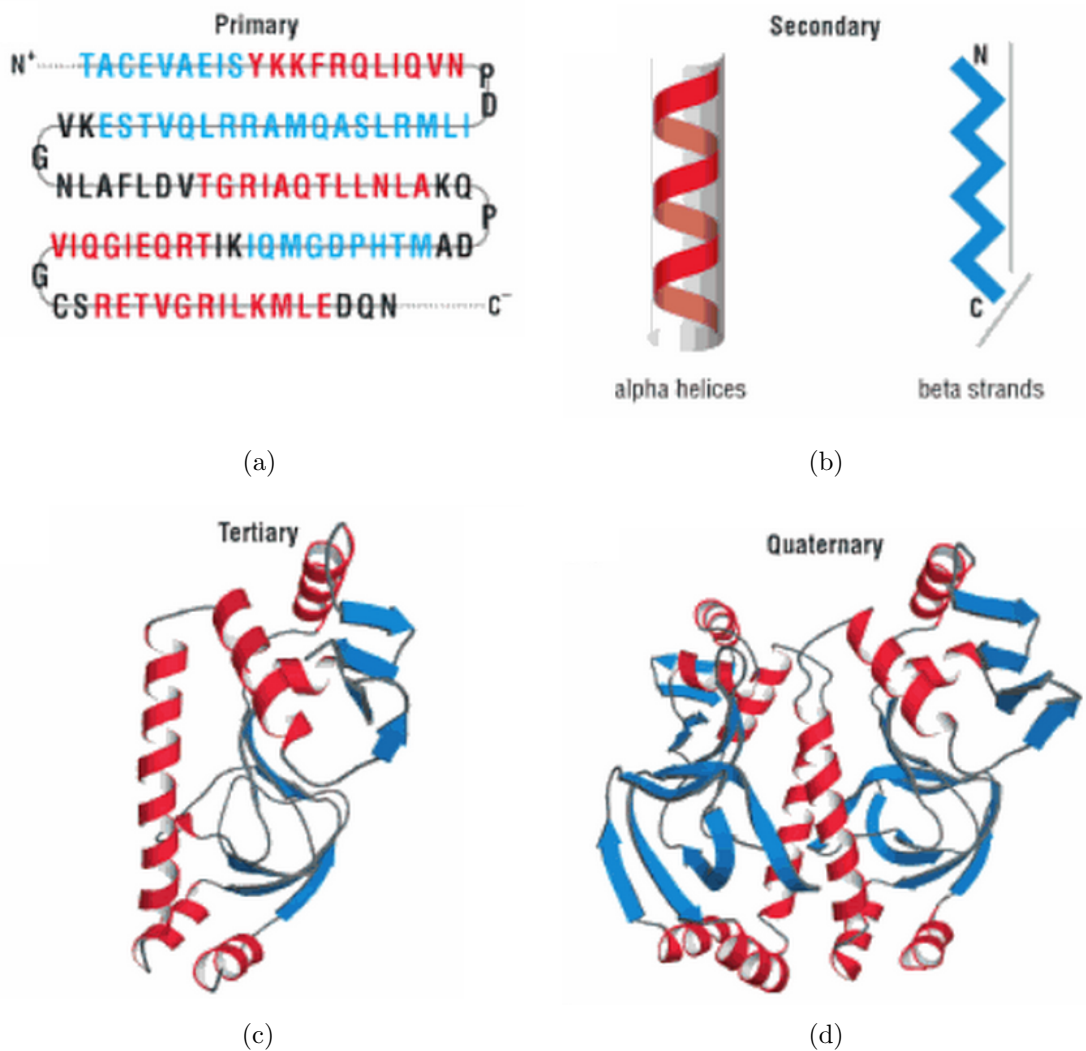 Primary
N+ TACEVAEISYKKFRQLIQVN P
D
VKESTVQLRRAMQASLRMLI
G
NLAFLDVTGRIAQTLLNLAKQ
P
VIQGIEQRTIKIQMGDPHTMAD
G
CSRETVGRILKMLEDQN C−
Secondary
N
C
alpha helices
beta strands
(a)
(b)
Tertiary
Quaternary
(c)
(d)